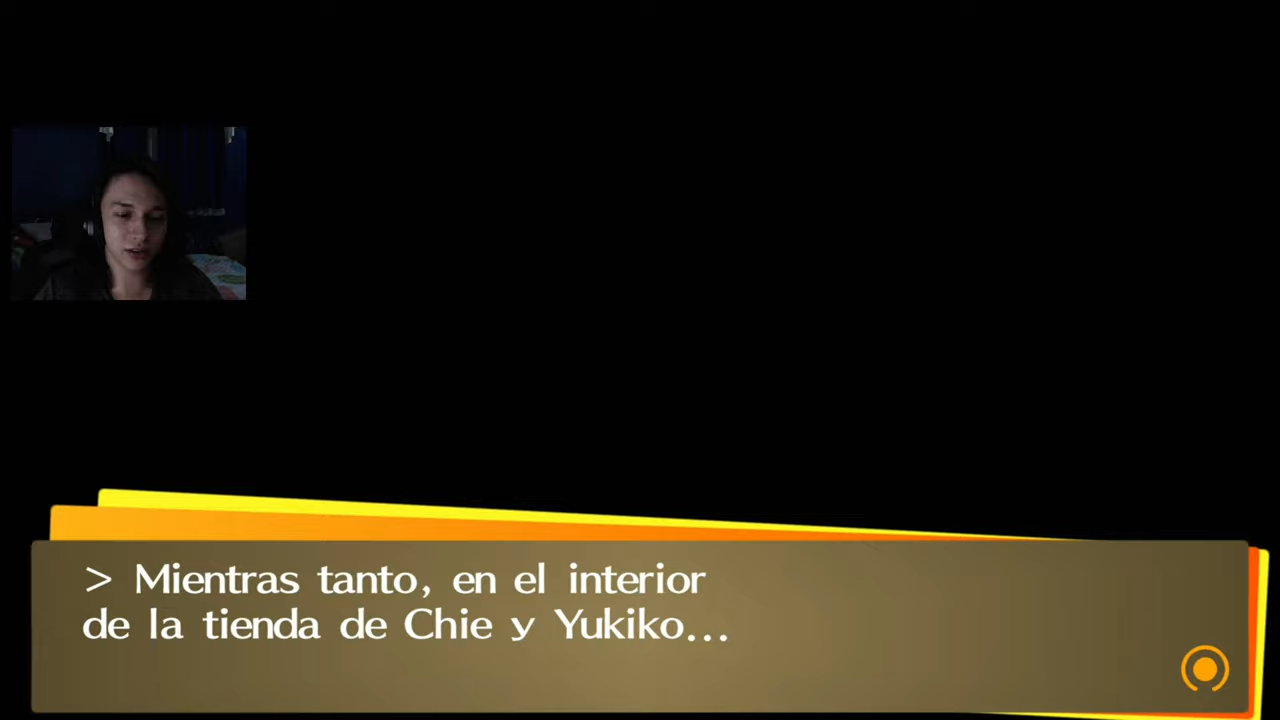 > Mientras tanto, en el interior
de la tienda de Chie y Yukiko...